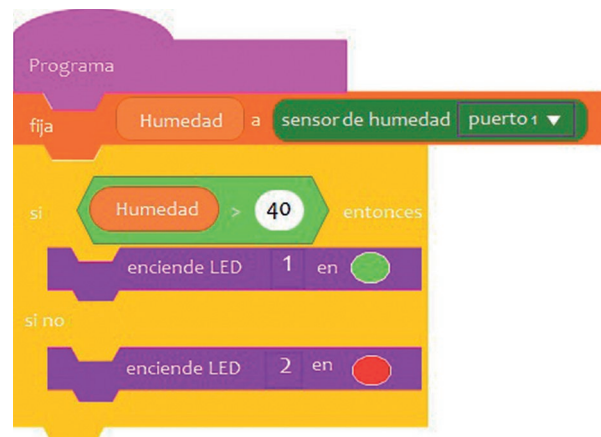 Programa
fija Humedad a sensor de humedad puerto 1
si Humedad > 40 entonces
enciende LED 1 en
si no
enciende LED 2 en